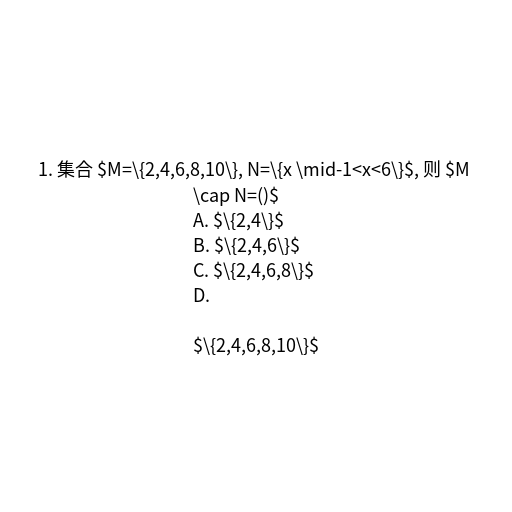 1. 集合 $M=\{2,4,6,8,10\}, N=\{x \mid-1<x<6\}$, 则 $M
\cap N=()$
A. $\{2,4\}$
B. $\{2,4,6\}$
C. $\{2,4,6,8\}$
D.
$\{2,4,6,8,10\}$